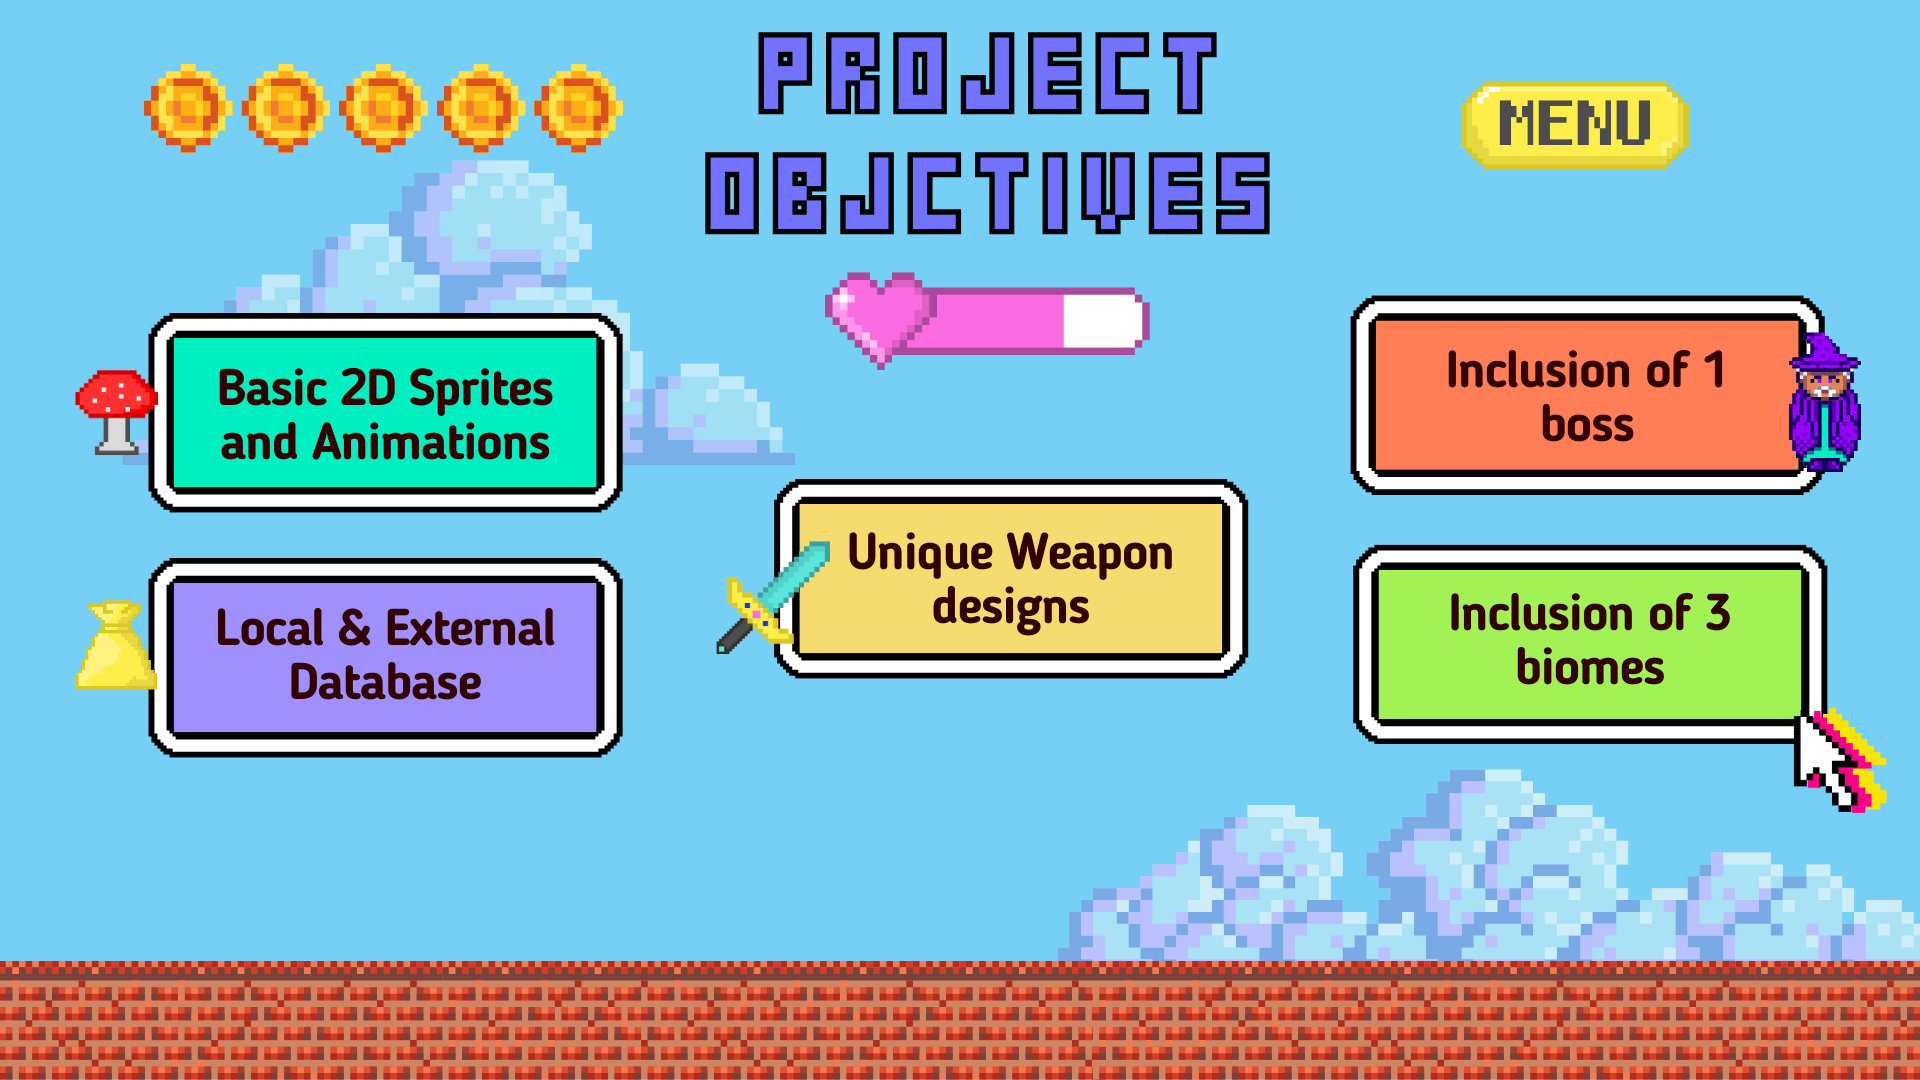 PROJECT
OBJCTIVES
MENU
Basic 2D Sprites
and Animations
Local & External
Database
Unique Weapon
designs
Inclusion of 1
boss
Inclusion of 3
biomes